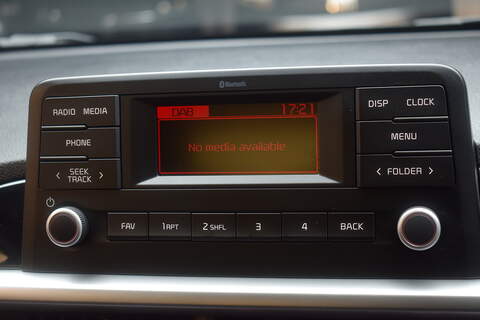 Bluetooth
RADIO MEDIA
DAB 17:21
DISP CLOCK
PHONE
No media available
MENU
< SEEK >
TRACK
< FOLDER >
FAV 1 RPT 2 SHFL 3 4 BACK